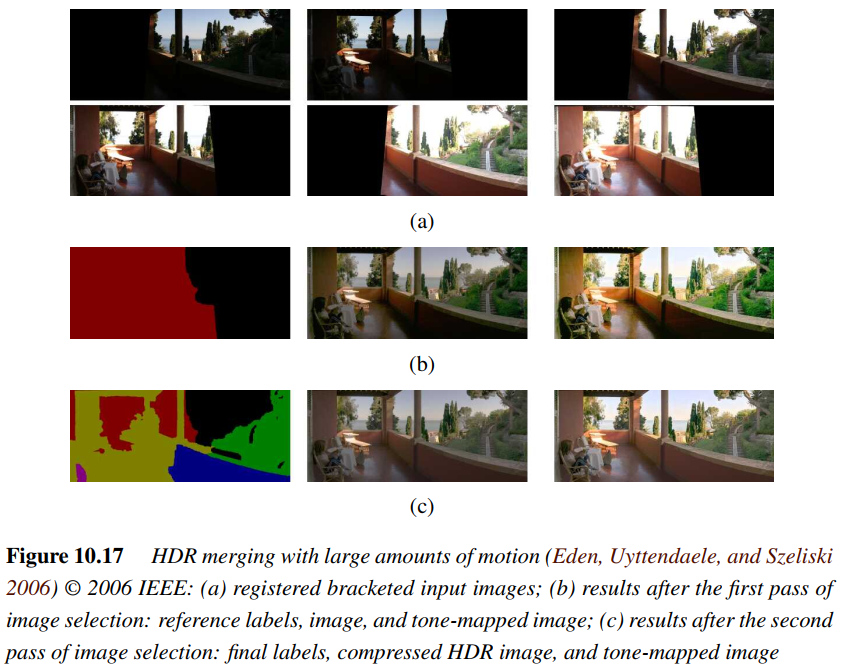 (a)
(b)
(c)
Figure 10.17 HDR merging with large amounts of motion (Eden, Uyttendaele, and Szeliski
2006) © 2006 IEEE: (a) registered bracketed input images; (b) results after the first pass of
image selection: reference labels, image, and tone-mapped image; (c) results after the second
pass of image selection: final labels, compressed HDR image, and tone-mapped image